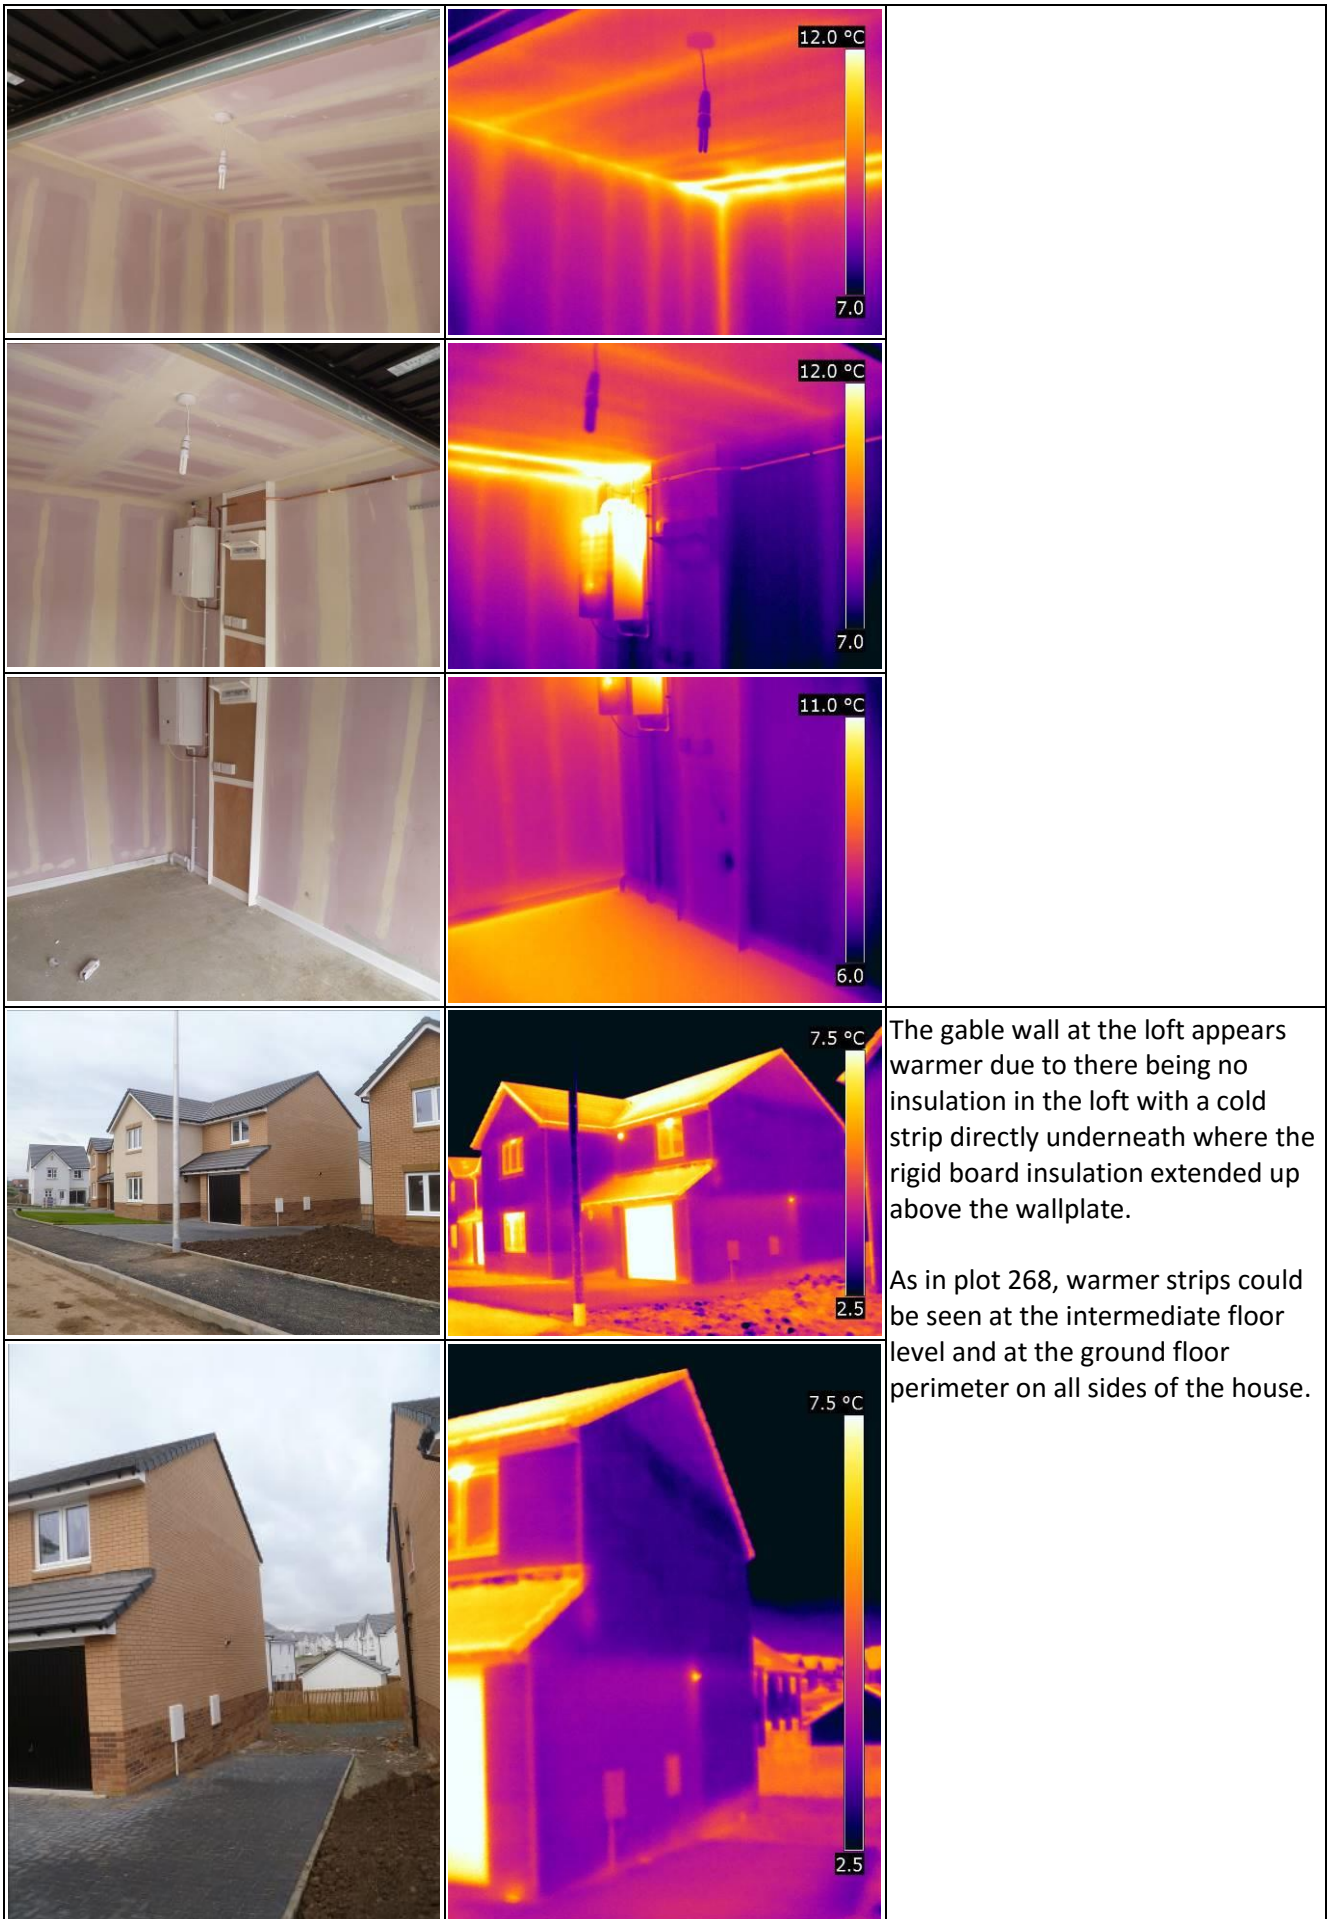 12.0 °C
7.0
12.0 °C
7.0
11.0 °C
6.0
7.5 °C
2.5
The gable wall at the loft appears
warmer due to there being no
insulation in the loft with a cold
strip directly underneath where the
rigid board insulation extended up
above the wallplate.
As in plot 268, warmer strips could
be seen at the intermediate floor
level and at the ground floor
perimeter on all sides of the house.
7.5 °C
2.5